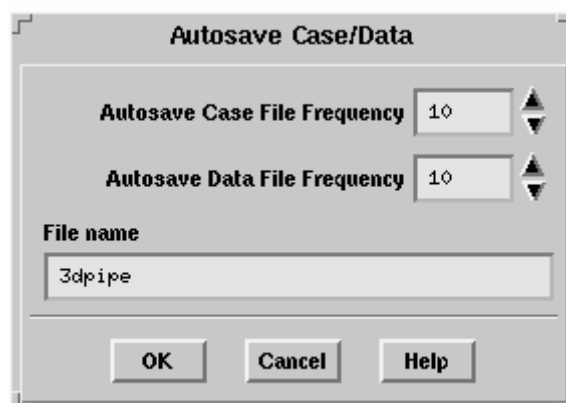 Autosave Case/Data
Autosave Case File Frequency 10
Autosave Data File Frequency 10
File name
3dpipe
OK Cancel Help